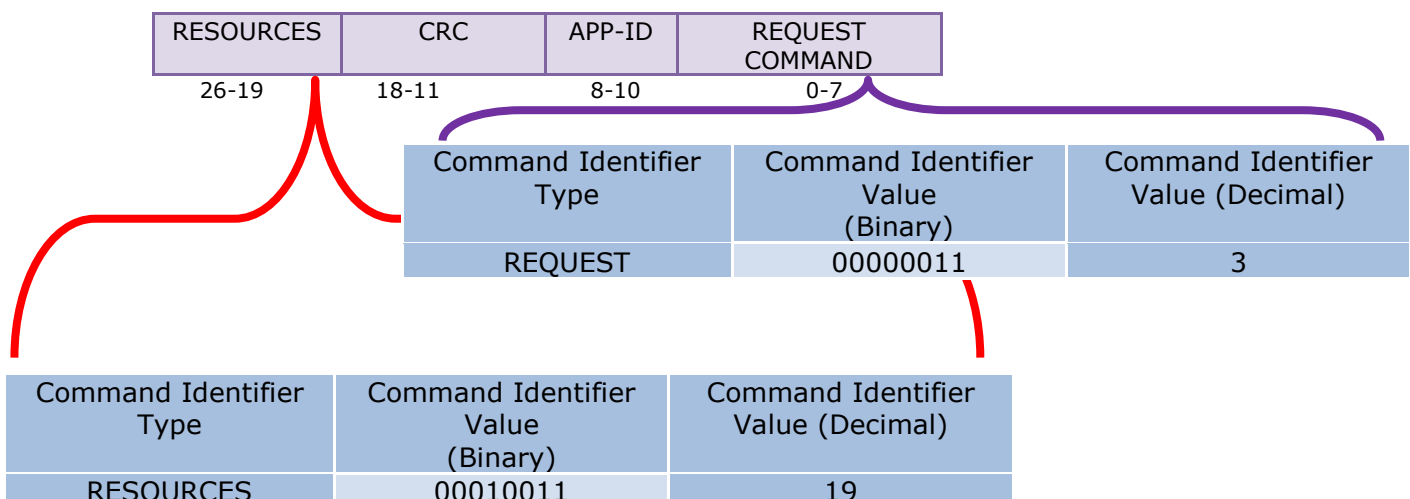 RESOURCES CRC APP-ID REQUEST
COMMAND
26-19 18-11 8-10 0-7
Command Identifier Command Identifier Command Identifier
Type Value Value (Decimal)
(Binary)
REQUEST 00000011 3
Command Identifier Command Identifier Command Identifier
Type Value Value (Decimal)
(Binary)
RESOURCES 00010011 19